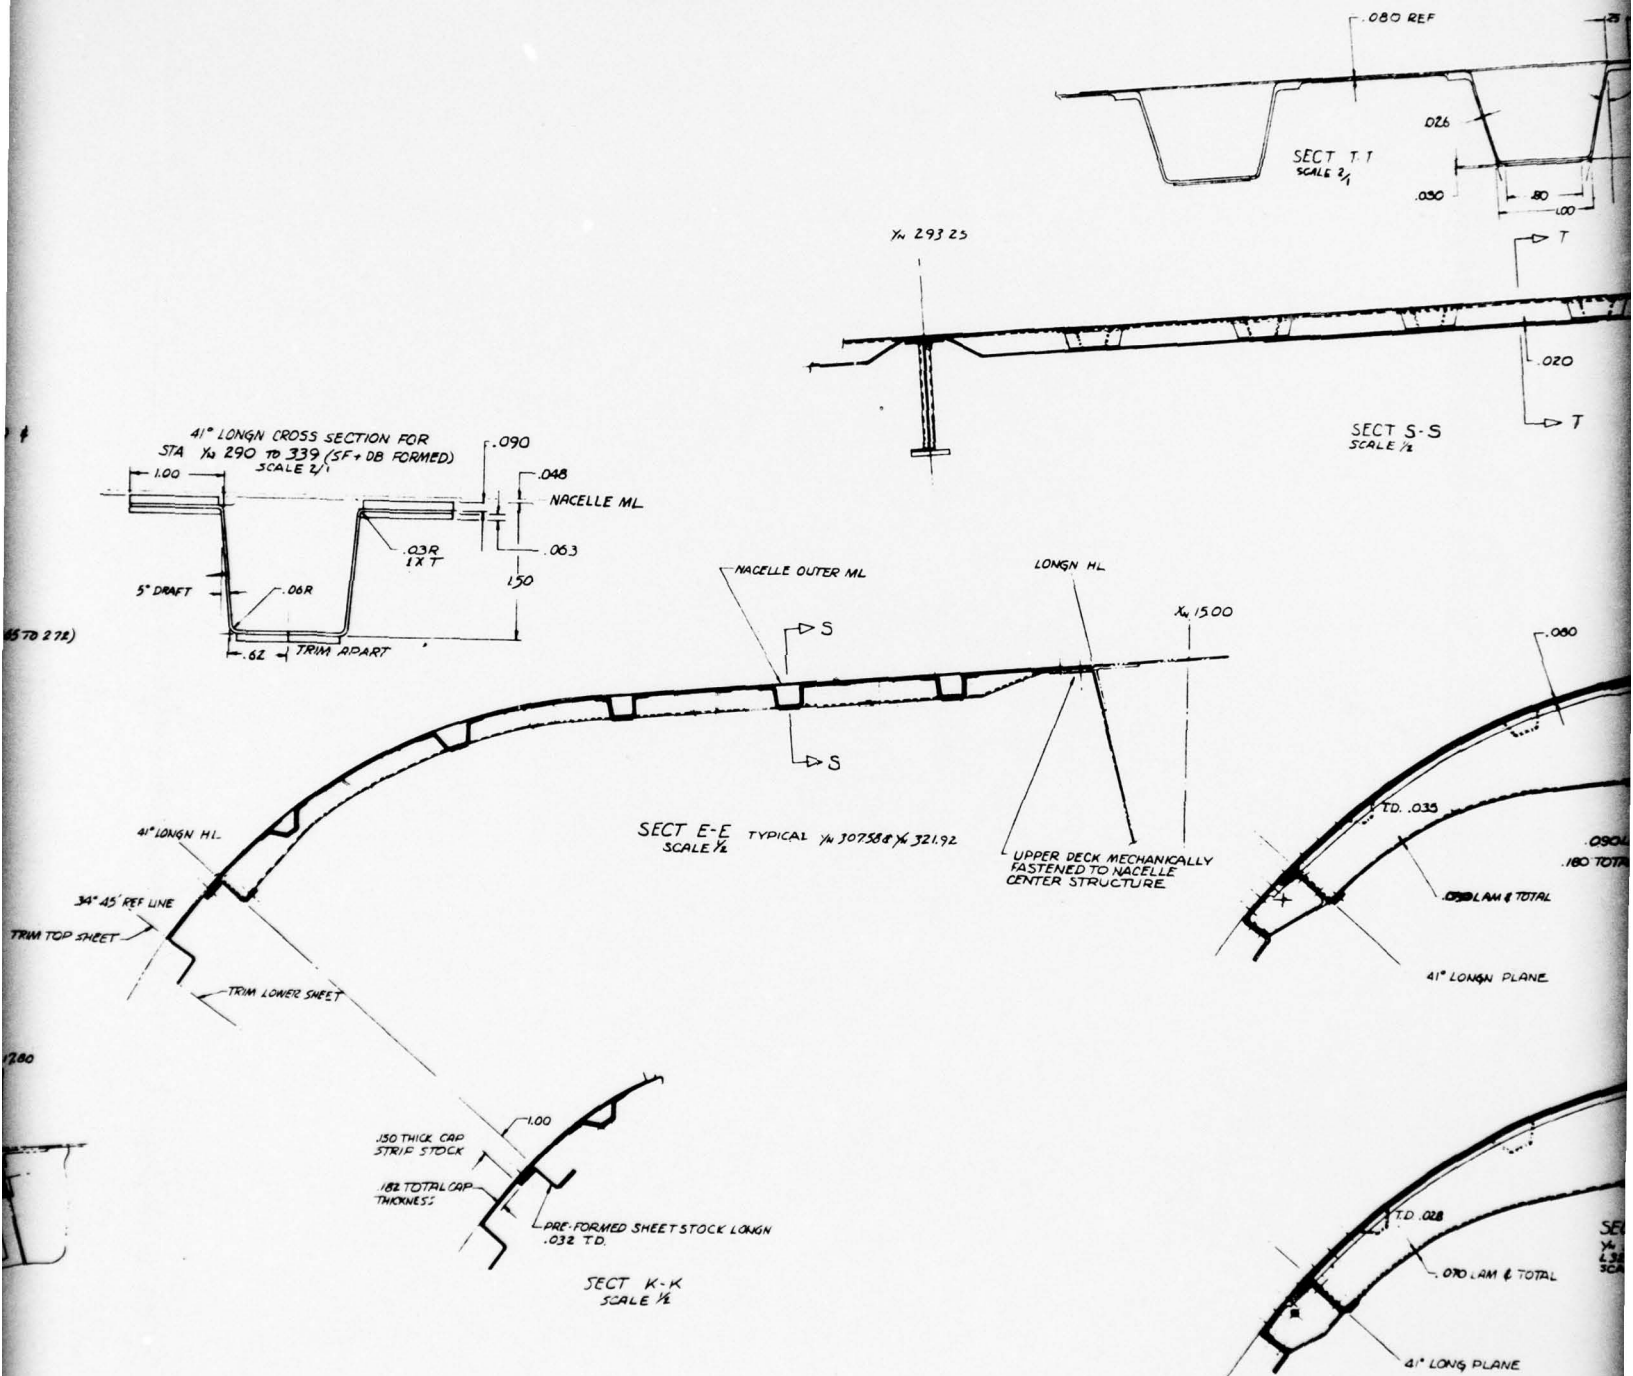 .080 REF
.026
SECT T-T
SCALE 2/1
.030
.80
1.00
YN 293.25
T
.020
SECT S-S
SCALE 1/2
T
41° LONGN CROSS SECTION FOR
STA YN 290 TO 339 (SF + DB FORMED)
SCALE 2/1
1.00
.090
.048
NACELLE ML
.03R
1 X T
.063
1.50
5° DRAFT
.06R
.62
TRIM APART
TO 272)
NACELLE OUTER ML
LONGN HL
XN 15.00
S
S
.080
41° LONGN HL
SECT E-E TYPICAL
YN 321.92
SCALE 1/2
UPPER DECK MECHANICALLY
FASTENED TO NACELLE
CENTER STRUCTURE
34° 45' REF LINE
TRIM TOP SHEET
TRIM LOWER SHEET
T.D. .035
.180 TOTA
LAM & TOTAL
41° LONGN PLANE
1.00
.150 THICK CAP
STRIP STOCK
.182 TOTAL CAP
THICKNESS
PRE-FORMED SHEET STOCK LONGN
.032 T.D.
SECT K-K
SCALE 1/2
T.D. .028
.070 LAM & TOTAL
41° LONG PLANE